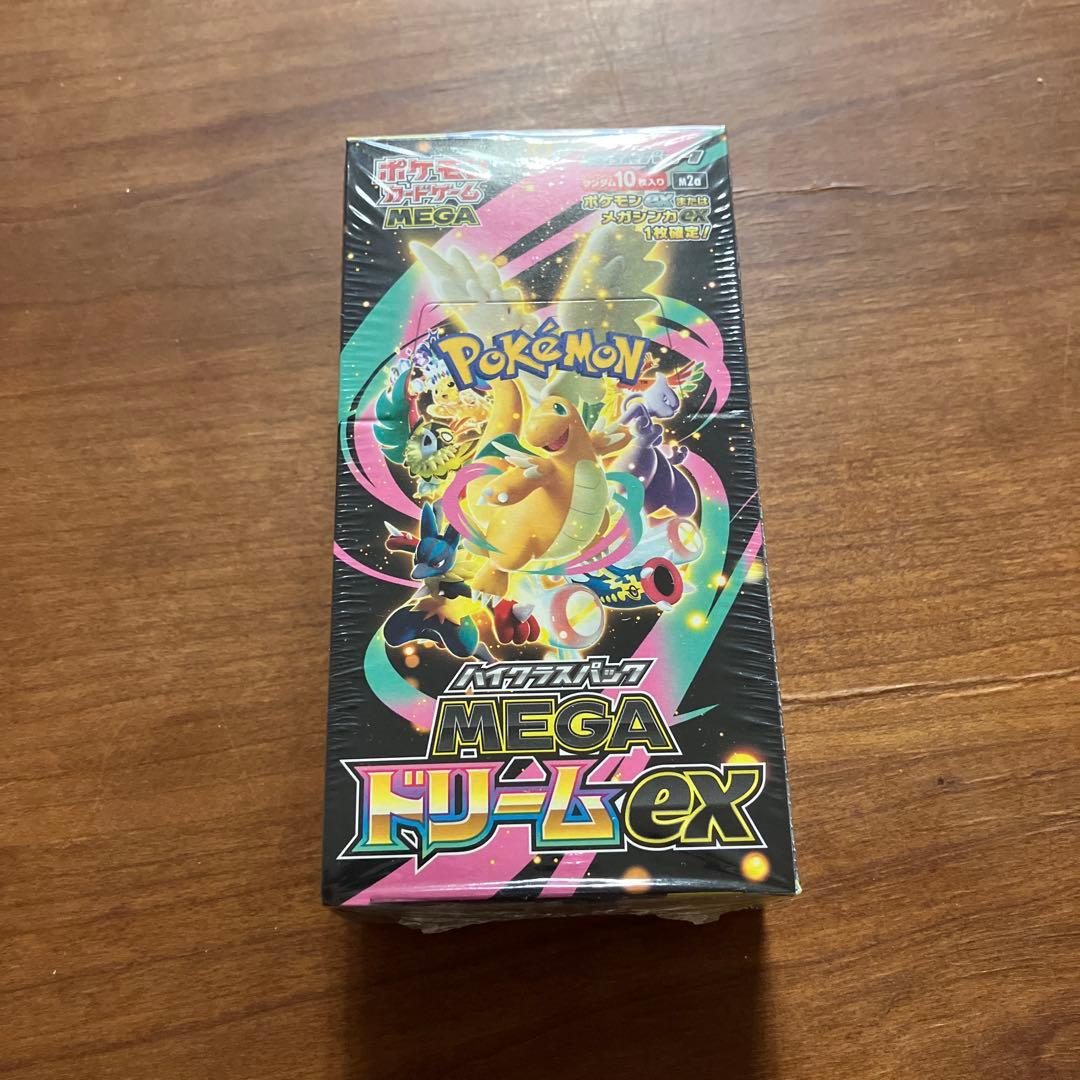 ポケモン
カードゲーム
MEGA
ランダム10枚入り M2a
ポケモンexまたは
メガシンカex
1枚確定!
POKéMON
ハイクラスパック
MEGA
ドリームex